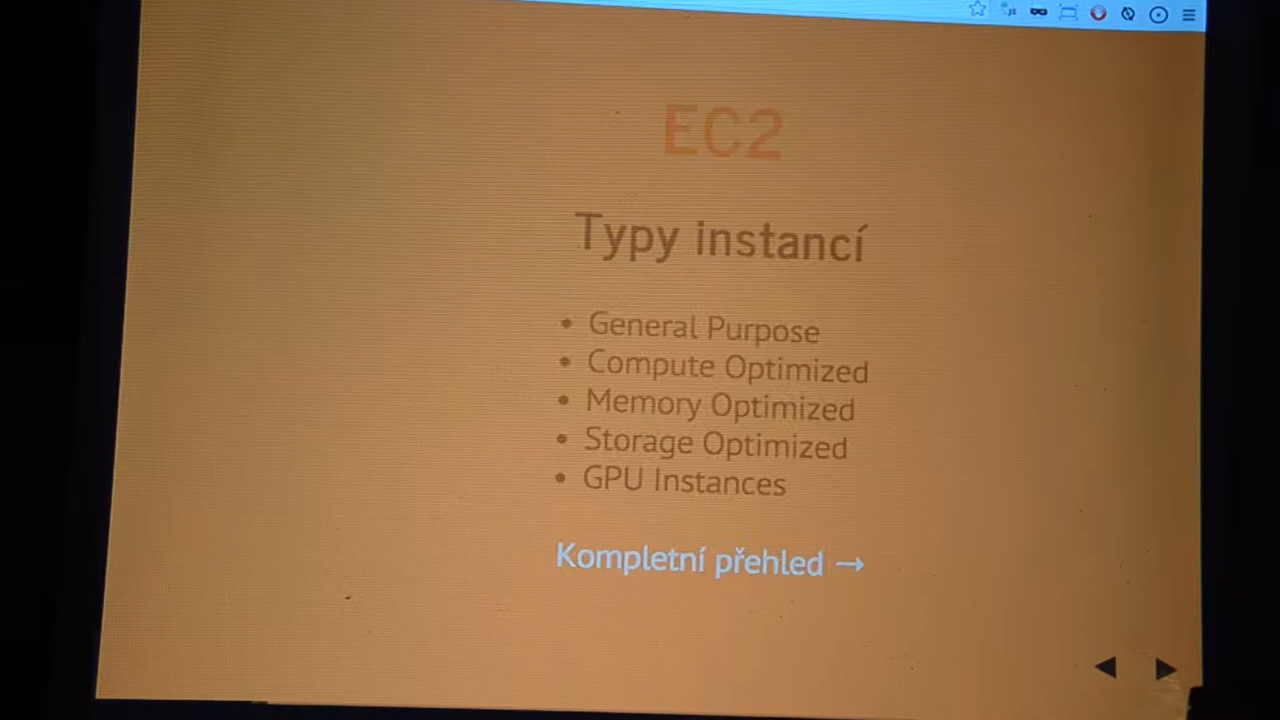 EC2
Typy instancí
• General Purpose
• Compute Optimized
• Memory Optimized
• Storage Optimized
• GPU Instances
Kompletní přehled →